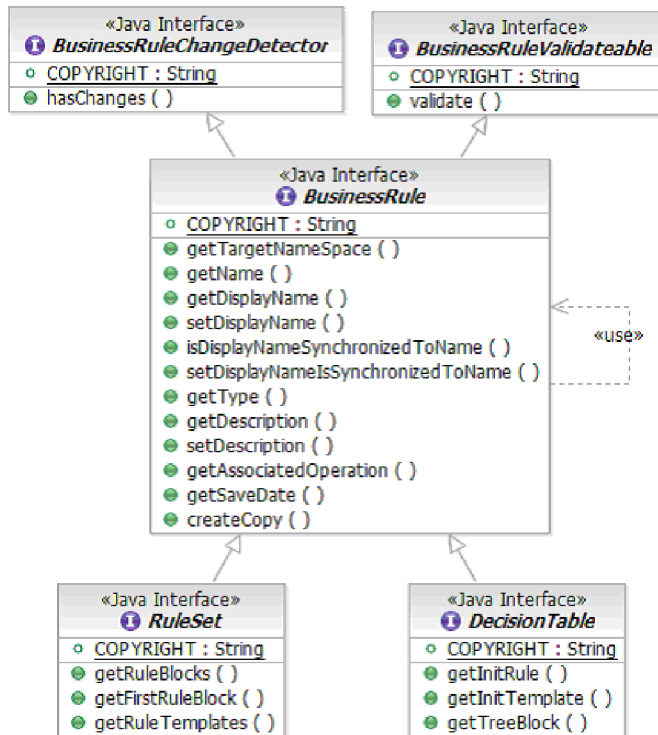 «Java Interface»
BusinessRuleChangeDetector
COPYRIGHT : String
hasChanges ( )
«Java Interface»
BusinessRuleValidateable
COPYRIGHT : String
validate ( )
«Java Interface»
BusinessRule
COPYRIGHT : String
getTargetNameSpace ( )
getName ( )
getDisplayName ( )
setDisplayName ( )
isDisplayNameSynchronizedToName ( )
setDisplayNameIsSynchronizedToName ( )
getType ( )
getDescription ( )
setDescription ( )
getAssociatedOperation ( )
getSaveDate ( )
createCopy ( )
«use»
«Java Interface»
RuleSet
COPYRIGHT : String
getRuleBlocks ( )
getFirstRuleBlock ( )
getRuleTemplates ( )
«Java Interface»
DecisionTable
COPYRIGHT : String
getInitRule ( )
getInitTemplate ( )
getTreeBlock ( )